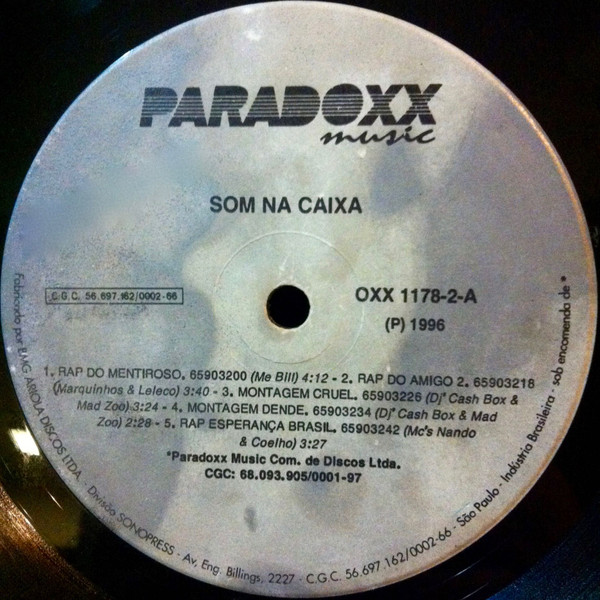 PARADOXX
music
SOM NA CAIXA
C.G.C. 56.697.162/0002-66
OXX 1178-2-A
(P) 1996
1. RAP DO MENTIROSO. 65903200 (Me Bill) 4:12 - 2. RAP DO AMIGO 2. 65903218
(Marquinhos & Leleco) 3:40 - 3. MONTAGEM CRUEL. 65903226 (Dj' Cash Box &
Mad Zoo) 3:24 - 4. MONTAGEM DENDE. 65903234 (Dj' Cash Box & Mad
Zoo) 2:28 - 5. RAP ESPERANÇA BRASIL. 65903242 (Mc's Nando
& Coelho) 3:27
*Paradoxx Music Com. de Discos Ltda.
CGC: 68.093.905/0001-97
Fabricado por BMG ARIOLA DISCOS LTDA. - Divisão SONOPRESS - Av, Eng. Billings, 2227 - C.G.C. 56.697.162/0002-66 - São Paulo - Indústria Brasileira - sob encomenda de *